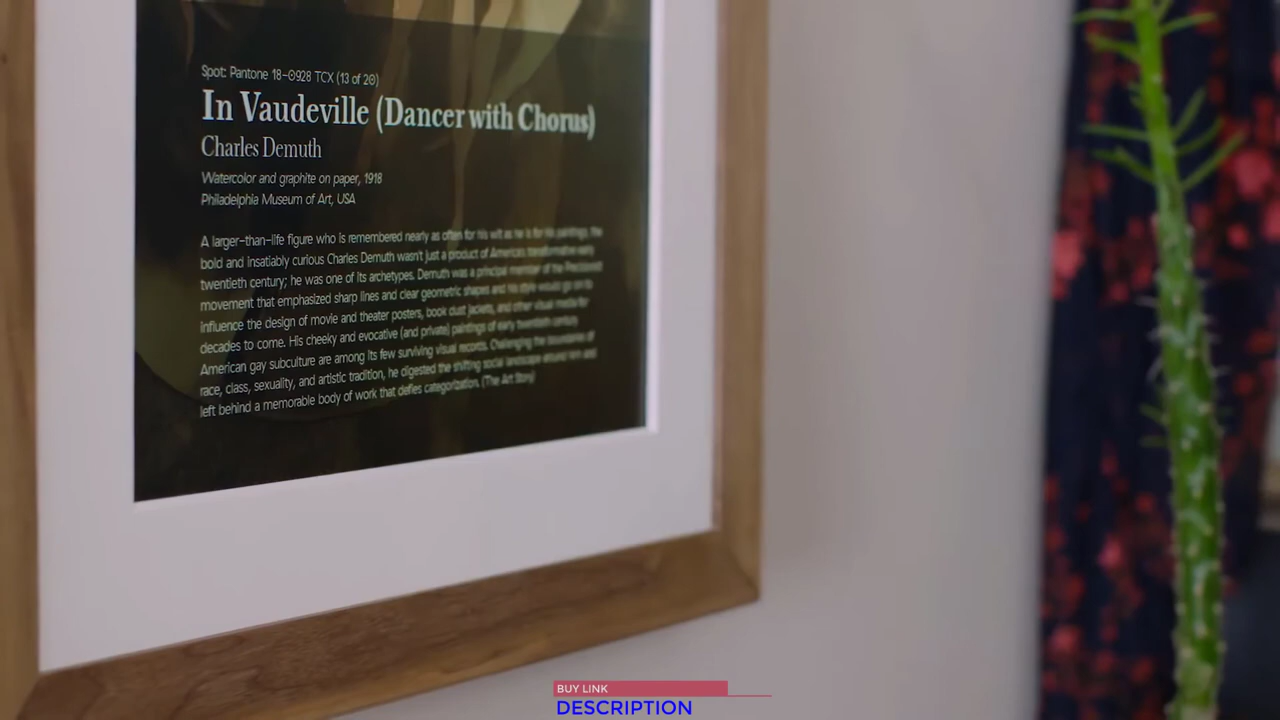 Spot: Pantone 18-0928 TCX (13 of 20)
In Vaudeville (Dancer with Chorus)
Charles Demuth
Watercolor and graphite on paper, 1918
Philadelphia Museum of Art, USA
A larger-than-life figure who is remembered nearly as often for his wit as he is for his paintings, the
bold and insatiably curious Charles Demuth wasn't just a product of America's transformative early
twentieth century; he was one of its archetypes. Demuth was a principal member of the Precisionist
movement that emphasized sharp lines and clear geometric shapes and his style would go on to
influence the design of movie and theater posters, book dust jackets, and other visual media for
decades to come. His cheeky and evocative (and private) paintings of early twentieth century
American gay subculture are among its few surviving visual records. Challenging the boundaries of
race, class, sexuality, and artistic tradition, he digested the shifting social landscape around him and
left behind a memorable body of work that defies categorization. (The Art Story)
BUY LINK
DESCRIPTION